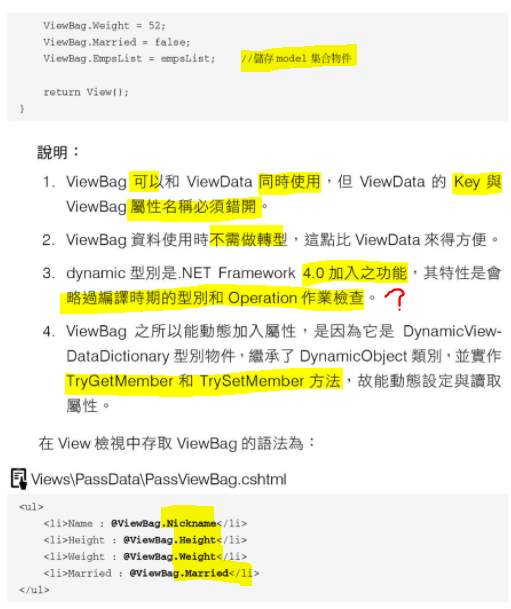 ViewBag.Weight = 52;
ViewBag.Married = false;
ViewBag.EmpsList = empsList;    //儲存 model 集合物件
return View();
}
說明：
1. ViewBag 可以和 ViewData 同時使用，但 ViewData 的 Key 與
ViewBag 屬性名稱必須錯開。
2. ViewBag 資料使用時不需做轉型，這點比 ViewData 來得方便。
3. dynamic 型別是.NET Framework 4.0 加入之功能，其特性是會
略過編譯時期的型別和 Operation 作業檢查。?
4. ViewBag 之所以能動態加入屬性，是因為它是 DynamicView-
DataDictionary 型別物件，繼承了 DynamicObject 類別，並實作
TryGetMember 和 TrySetMember 方法，故能動態設定與讀取
屬性。
在 View 檢視中存取 ViewBag 的語法為：
Views\PassData\PassViewBag.cshtml
<ul>
<li>Name : @ViewBag.Nickname</li>
<li>Height : @ViewBag.Height</li>
<li>Weight : @ViewBag.Weight</li>
<li>Married : @ViewBag.Married</li>
</ul>